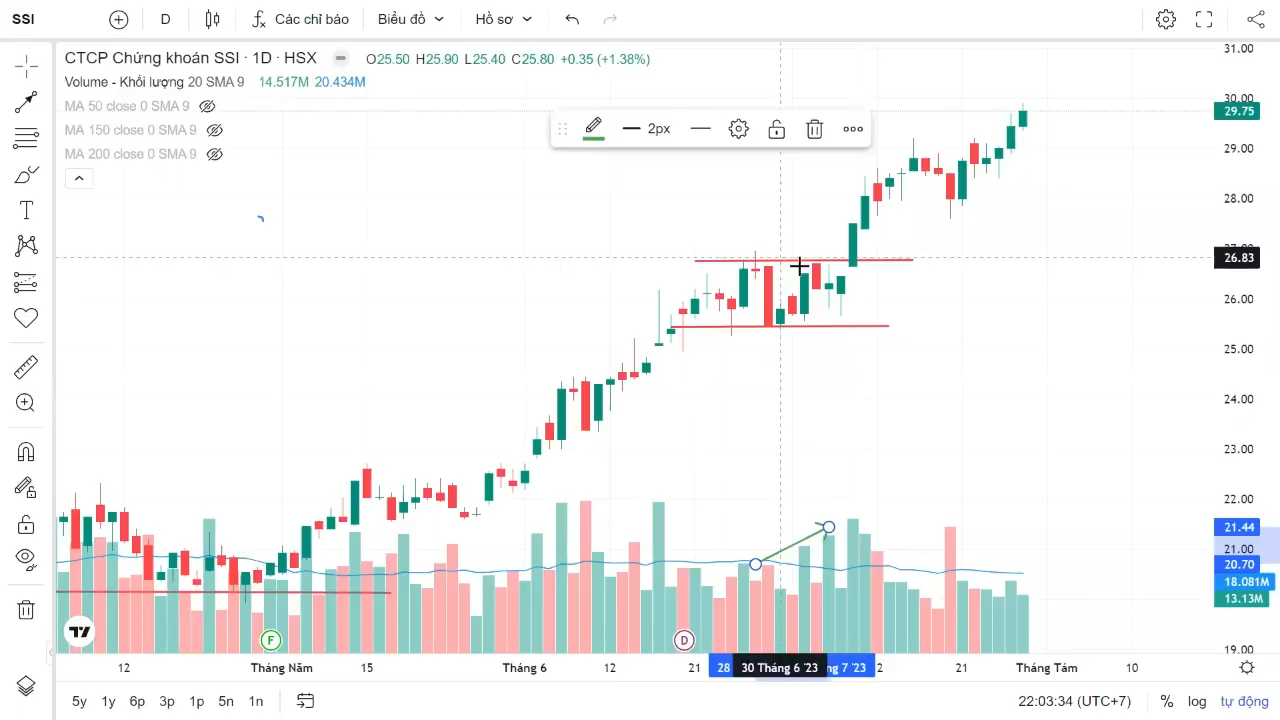 SSI D Các chỉ báo Biểu đồ Hồ sơ
CTCP Chứng khoán SSI · 1D · HSX O25.50 H25.90 L25.40 C25.80 +0.35 (+1.38%)
Volume - Khối lượng 20 SMA 9 14.517M 20.434M
MA 50 close 0 SMA 9
MA 150 close 0 SMA 9
MA 200 close 0 SMA 9
2px
31.00
30.00
29.75
29.00
28.00
26.83
26.00
25.00
24.00
23.00
22.00
21.44
21.00
20.70
18.081M
13.13M
19.00
F D
12 Tháng Năm 15 Tháng 6 12 21 28 30 Tháng 6 '23 ng 7 '23 2 21 Tháng Tám 10
5y 1y 6p 3p 1p 5n 1n 22:03:34 (UTC+7) % log tự động